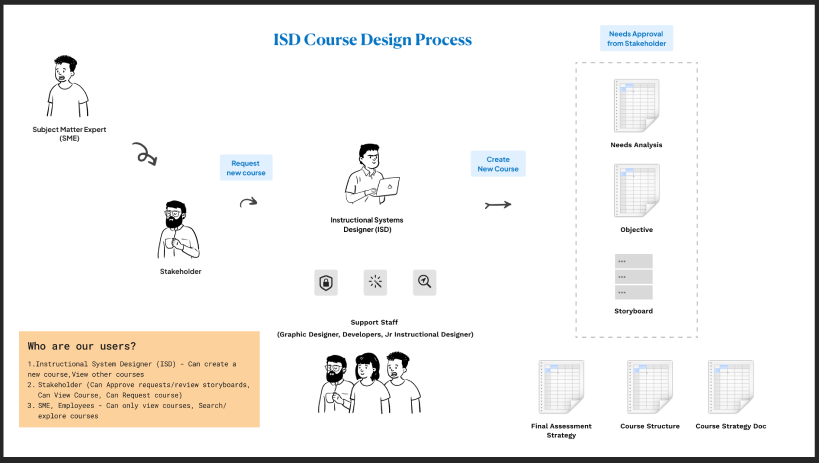 ISD Course Design Process
Needs Approval
from Stakeholder
Subject Matter Expert
(SME)
Request
new course
Stakeholder
Instructional Systems
Designer (ISD)
Create
New Course
Needs Analysis
Objective
Storyboard
Support Staff
(Graphic Designer, Developers, Jr Instructional Designer)
Who are our users?
1.Instructional System Designer (ISD) - Can create a
new course,View other courses
2. Stakeholder (Can Approve requests/review storyboards,
Can View Course, Can Request course)
3. SME, Employees - Can only view courses, Search/
explore courses
Final Assessment
Strategy
Course Structure
Course Strategy Doc